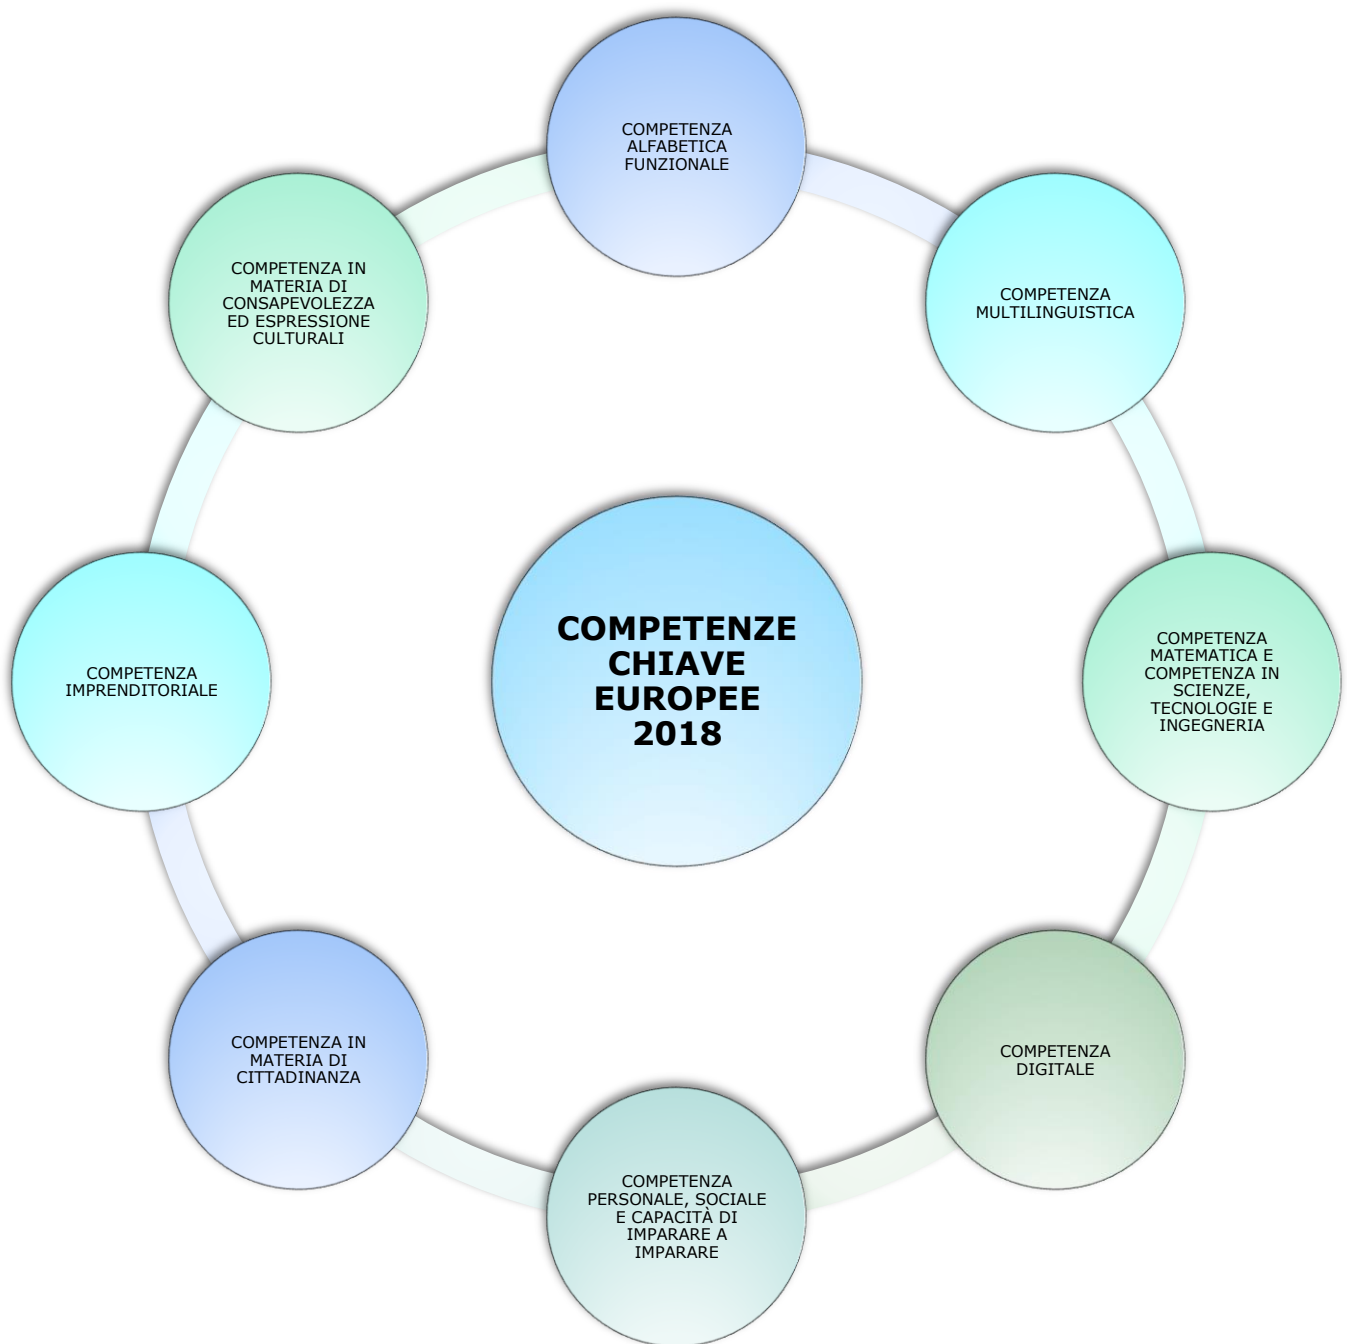 COMPETENZA
ALFABETICA
FUNZIONALE
COMPETENZA
MULTILINGUISTICA
COMPETENZA
MATEMATICA E
COMPETENZA IN
SCIENZE,
TECNOLOGIE E
INGEGNERIA
COMPETENZA
DIGITALE
COMPETENZA
PERSONALE, SOCIALE
E CAPACITÀ DI
IMPARARE A
IMPARARE
COMPETENZA IN
MATERIA DI
CITTADINANZA
COMPETENZA
IMPRENDITORIALE
COMPETENZA IN
MATERIA DI
CONSAPEVOLEZZA
ED ESPRESSIONE
CULTURALI
COMPETENZE
CHIAVE
EUROPEE
2018